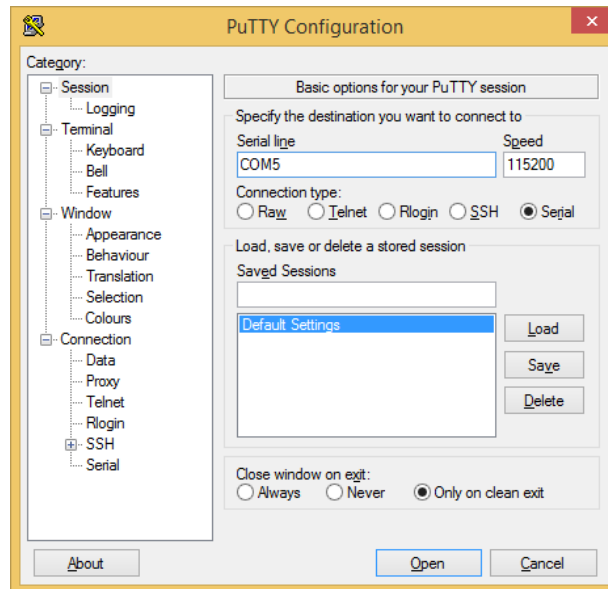 PuTTY Configuration
Category:
Session
Logging
Terminal
Keyboard
Bell
Features
Window
Appearance
Behaviour
Translation
Selection
Colours
Connection
Data
Proxy
Telnet
Rlogin
SSH
Serial
Basic options for your PuTTY session
Specify the destination you want to connect to
Serial line Speed
COM5 115200
Connection type:
Raw Telnet Rlogin SSH Serial
Load, save or delete a stored session
Saved Sessions
Default Settings
Load
Save
Delete
Close window on exit:
Always Never Only on clean exit
About Open Cancel